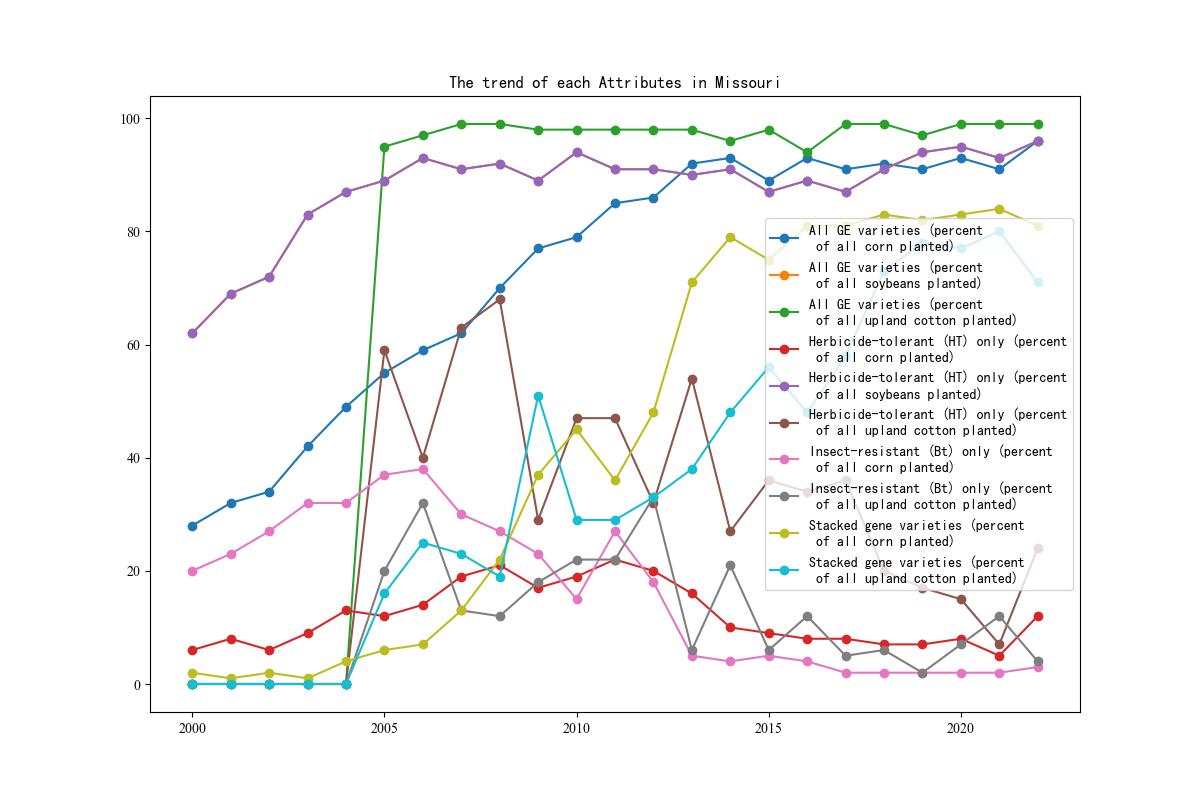 The trend of each Attributes in Missouri
100
80
60
40
20
0
All GE varieties (percent
of all corn planted)
All GE varieties (percent
of all soybeans planted)
All GE varieties (percent
of all upland cotton planted)
Herbicide-tolerant (HT) only (percent
of all corn planted)
Herbicide-tolerant (HT) only (percent
of all soybeans planted)
Herbicide-tolerant (HT) only (percent
of all upland cotton planted)
Insect-resistant (Bt) only (percent
of all corn planted)
Insect-resistant (Bt) only (percent
of all upland cotton planted)
Stacked gene varieties (percent
of all corn planted)
Stacked gene varieties (percent
of all upland cotton planted)
2000
2005
2010
2015
2020